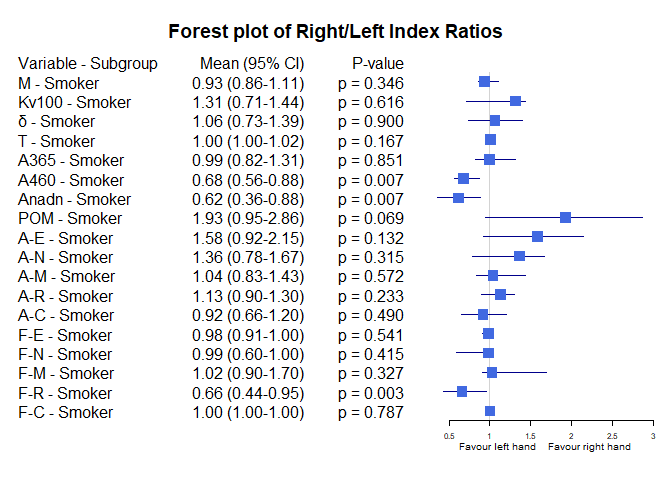 Forest plot of Right/Left Index Ratios
Variable - Subgroup Mean (95% CI) P-value
M - Smoker 0.93 (0.86-1.11) p = 0.346
Kv100 - Smoker 1.31 (0.71-1.44) p = 0.616
δ - Smoker 1.06 (0.73-1.39) p = 0.900
T - Smoker 1.00 (1.00-1.02) p = 0.167
A365 - Smoker 0.99 (0.82-1.31) p = 0.851
A460 - Smoker 0.68 (0.56-0.88) p = 0.007
Anadn - Smoker 0.62 (0.36-0.88) p = 0.007
POM - Smoker 1.93 (0.95-2.86) p = 0.069
A-E - Smoker 1.58 (0.92-2.15) p = 0.132
A-N - Smoker 1.36 (0.78-1.67) p = 0.315
A-M - Smoker 1.04 (0.83-1.43) p = 0.572
A-R - Smoker 1.13 (0.90-1.30) p = 0.233
A-C - Smoker 0.92 (0.66-1.20) p = 0.490
F-E - Smoker 0.98 (0.91-1.00) p = 0.541
F-N - Smoker 0.99 (0.60-1.00) p = 0.415
F-M - Smoker 1.02 (0.90-1.70) p = 0.327
F-R - Smoker 0.66 (0.44-0.95) p = 0.003
F-C - Smoker 1.00 (1.00-1.00) p = 0.787
0.5 1 1.5 2 2.5 3
Favour left hand Favour right hand